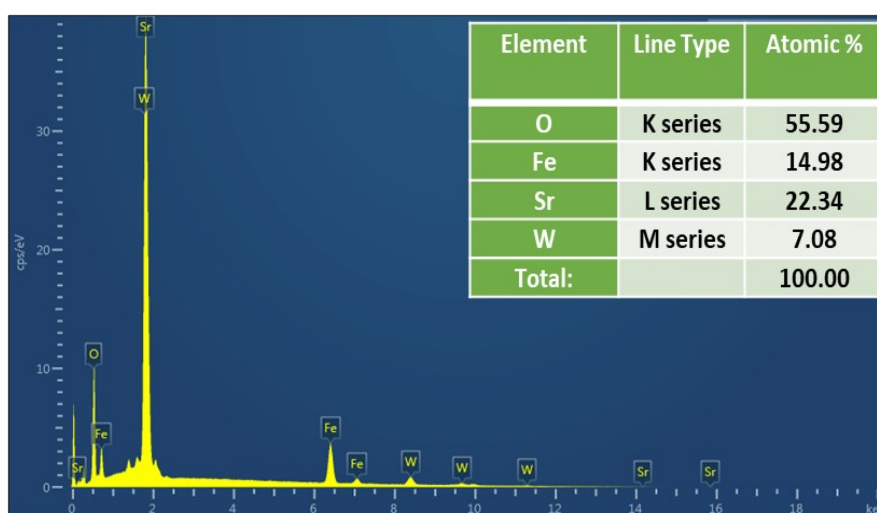 Element Line Type Atomic %
O K series 55.59
Fe K series 14.98
Sr L series 22.34
W M series 7.08
Total: 100.00
Sr
W
30
cps/eV
20
O
10
Fe
Sr
Fe
Fe
W
W
W
Sr
Sr
0
0 2 4 6 8 10 12 14 16 18